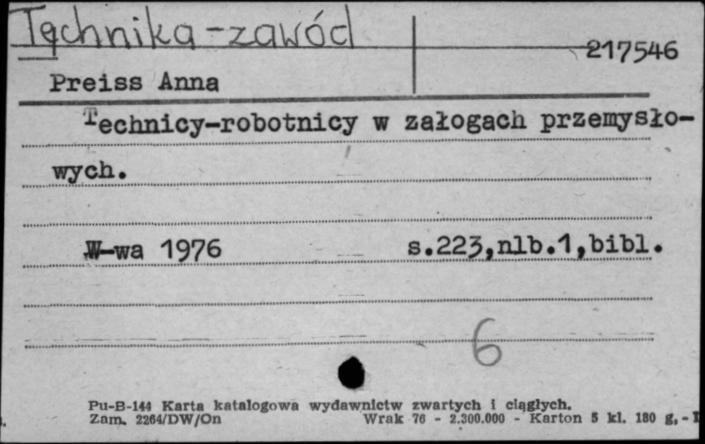 Technika-zawód
217546
Preiss Anna
Technicy-robotnicy w załogach przemysło-
wych.
W-wa 1976 s.223,nlb.1,bibl.
6
Pu-B-144 Karta katalogowa wydawnictw zwartych i ciągłych.
Zam. 2264/DW/On Wrak 76 - 2.300.000 - Karton 5 kl. 180 g,-